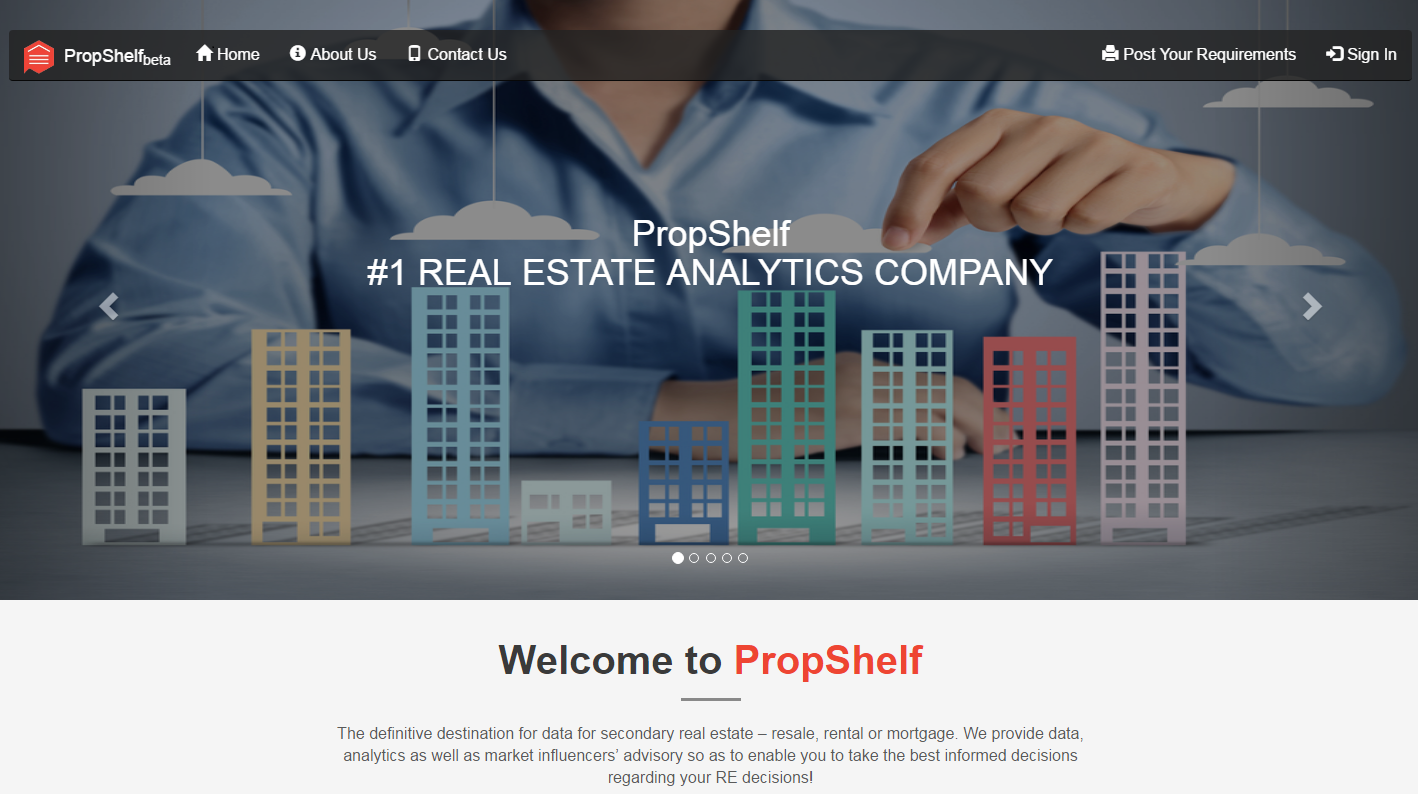 PropShelfbeta Home About Us Contact Us Post Your Requirements Sign In
PropShelf
#1 REAL ESTATE ANALYTICS COMPANY
Welcome to PropShelf
The definitive destination for data for secondary real estate – resale, rental or mortgage. We provide data,
analytics as well as market influencers’ advisory so as to enable you to take the best informed decisions
regarding your RE decisions!